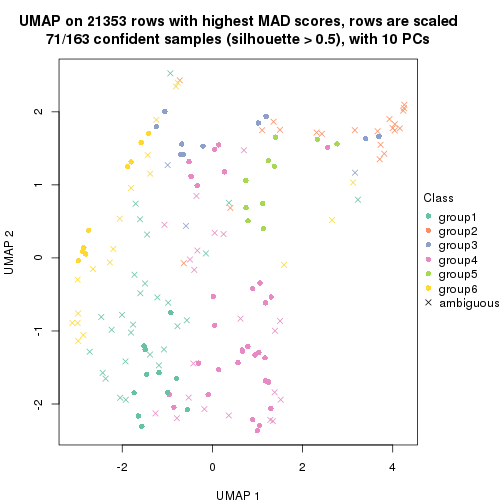 UMAP on 21353 rows with highest MAD scores, rows are scaled
71/163 confident samples (silhouette > 0.5), with 10 PCs
2
1
0
-1
-2
UMAP 2
-2
0
2
4
UMAP 1
Class
group1
group2
group3
group4
group5
group6
ambiguous